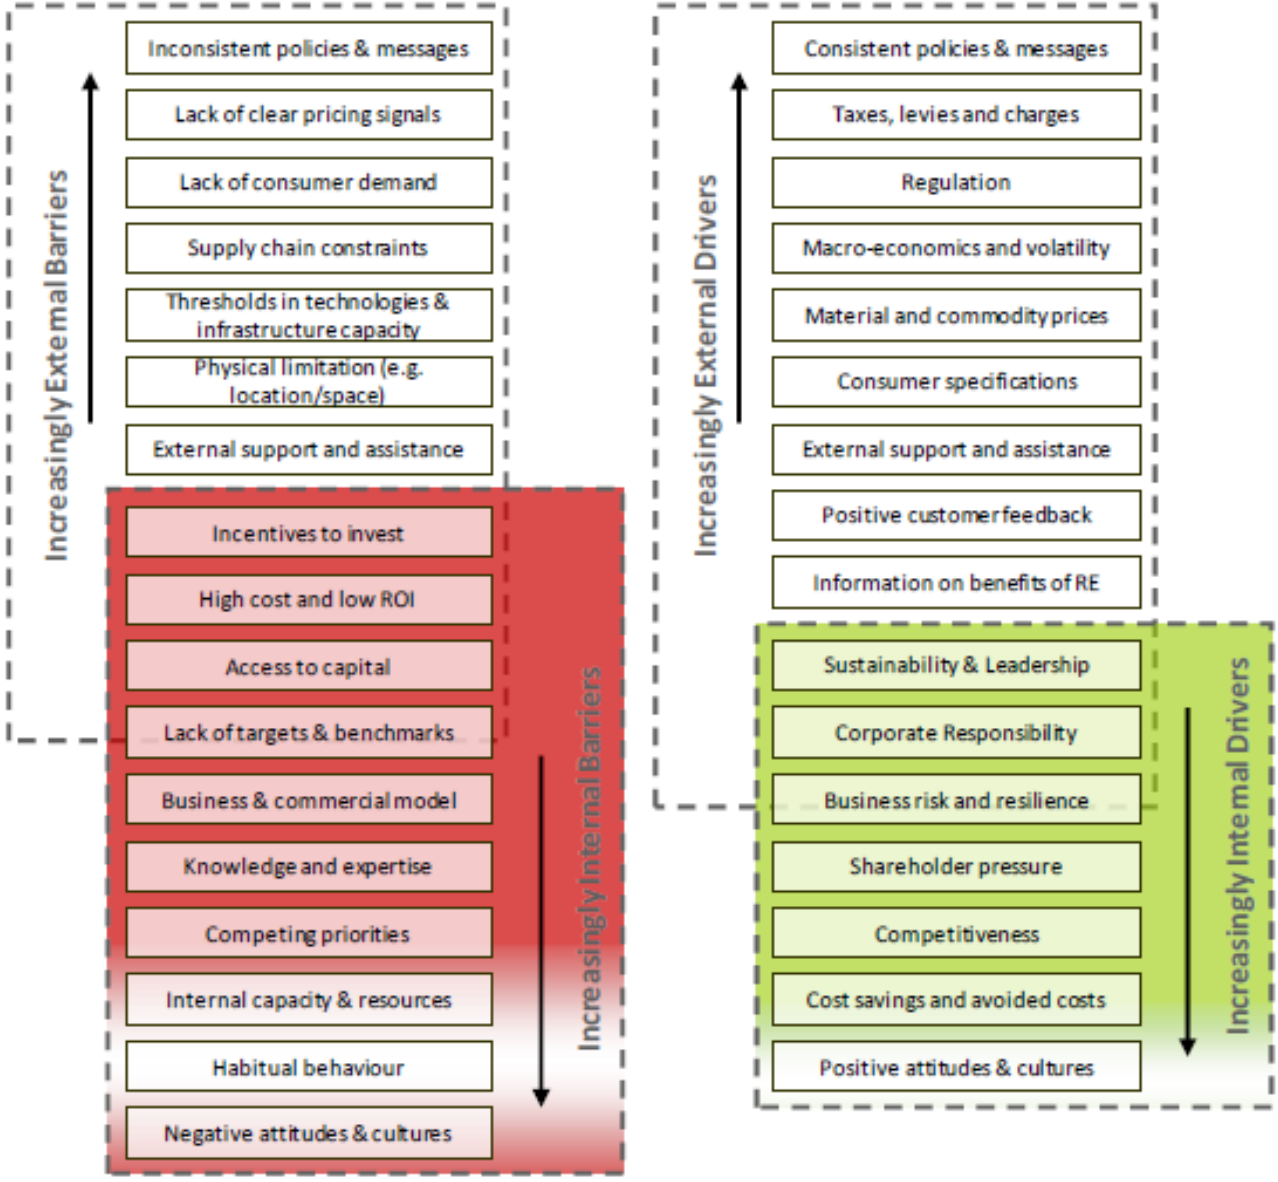 Increasingly External Barriers
Inconsistent policies & messages
Lack of clear pricing signals
Lack of consumer demand
Supply chain constraints
Thresholds in technologies &
infrastructure capacity
Physical limitation (e.g.
location/space)
External support and assistance
Incentives to invest
High cost and low ROI
Access to capital
Lack of targets & benchmarks
Business & commercial model
Knowledge and expertise
Competing priorities
Internal capacity & resources
Habitual behaviour
Negative attitudes & cultures
Increasingly Internal Barriers
Increasingly External Drivers
Consistent policies & messages
Taxes, levies and charges
Regulation
Macro-economics and volatility
Material and commodity prices
Consumer specifications
External support and assistance
Positive customer feedback
Information on benefits of RE
Sustainability & Leadership
Corporate Responsibility
Business risk and resilience
Shareholder pressure
Competitiveness
Cost savings and avoided costs
Positive attitudes & cultures
Increasingly Internal Drivers